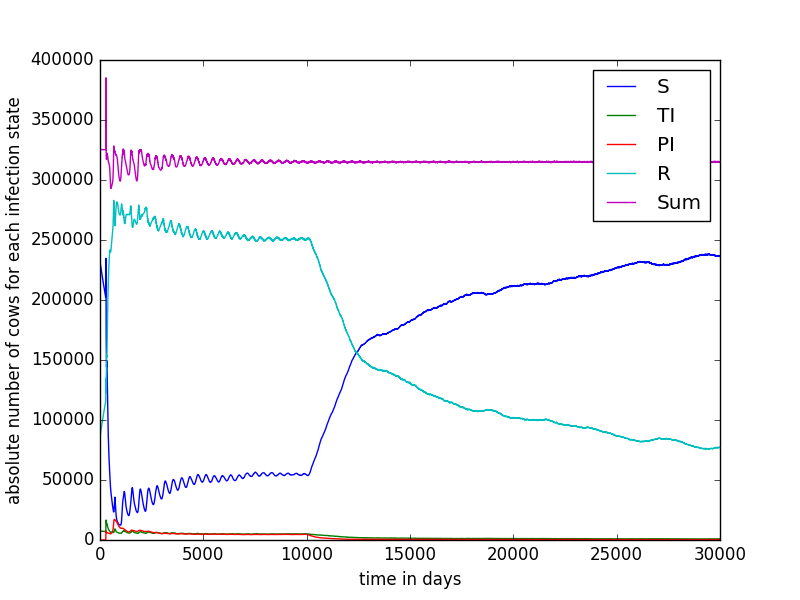 absolute number of cows for each infection state
400000
350000
300000
250000
200000
150000
100000
50000
0
S
TI
PI
R
Sum
0 5000 10000 15000 20000 25000 30000
time in days